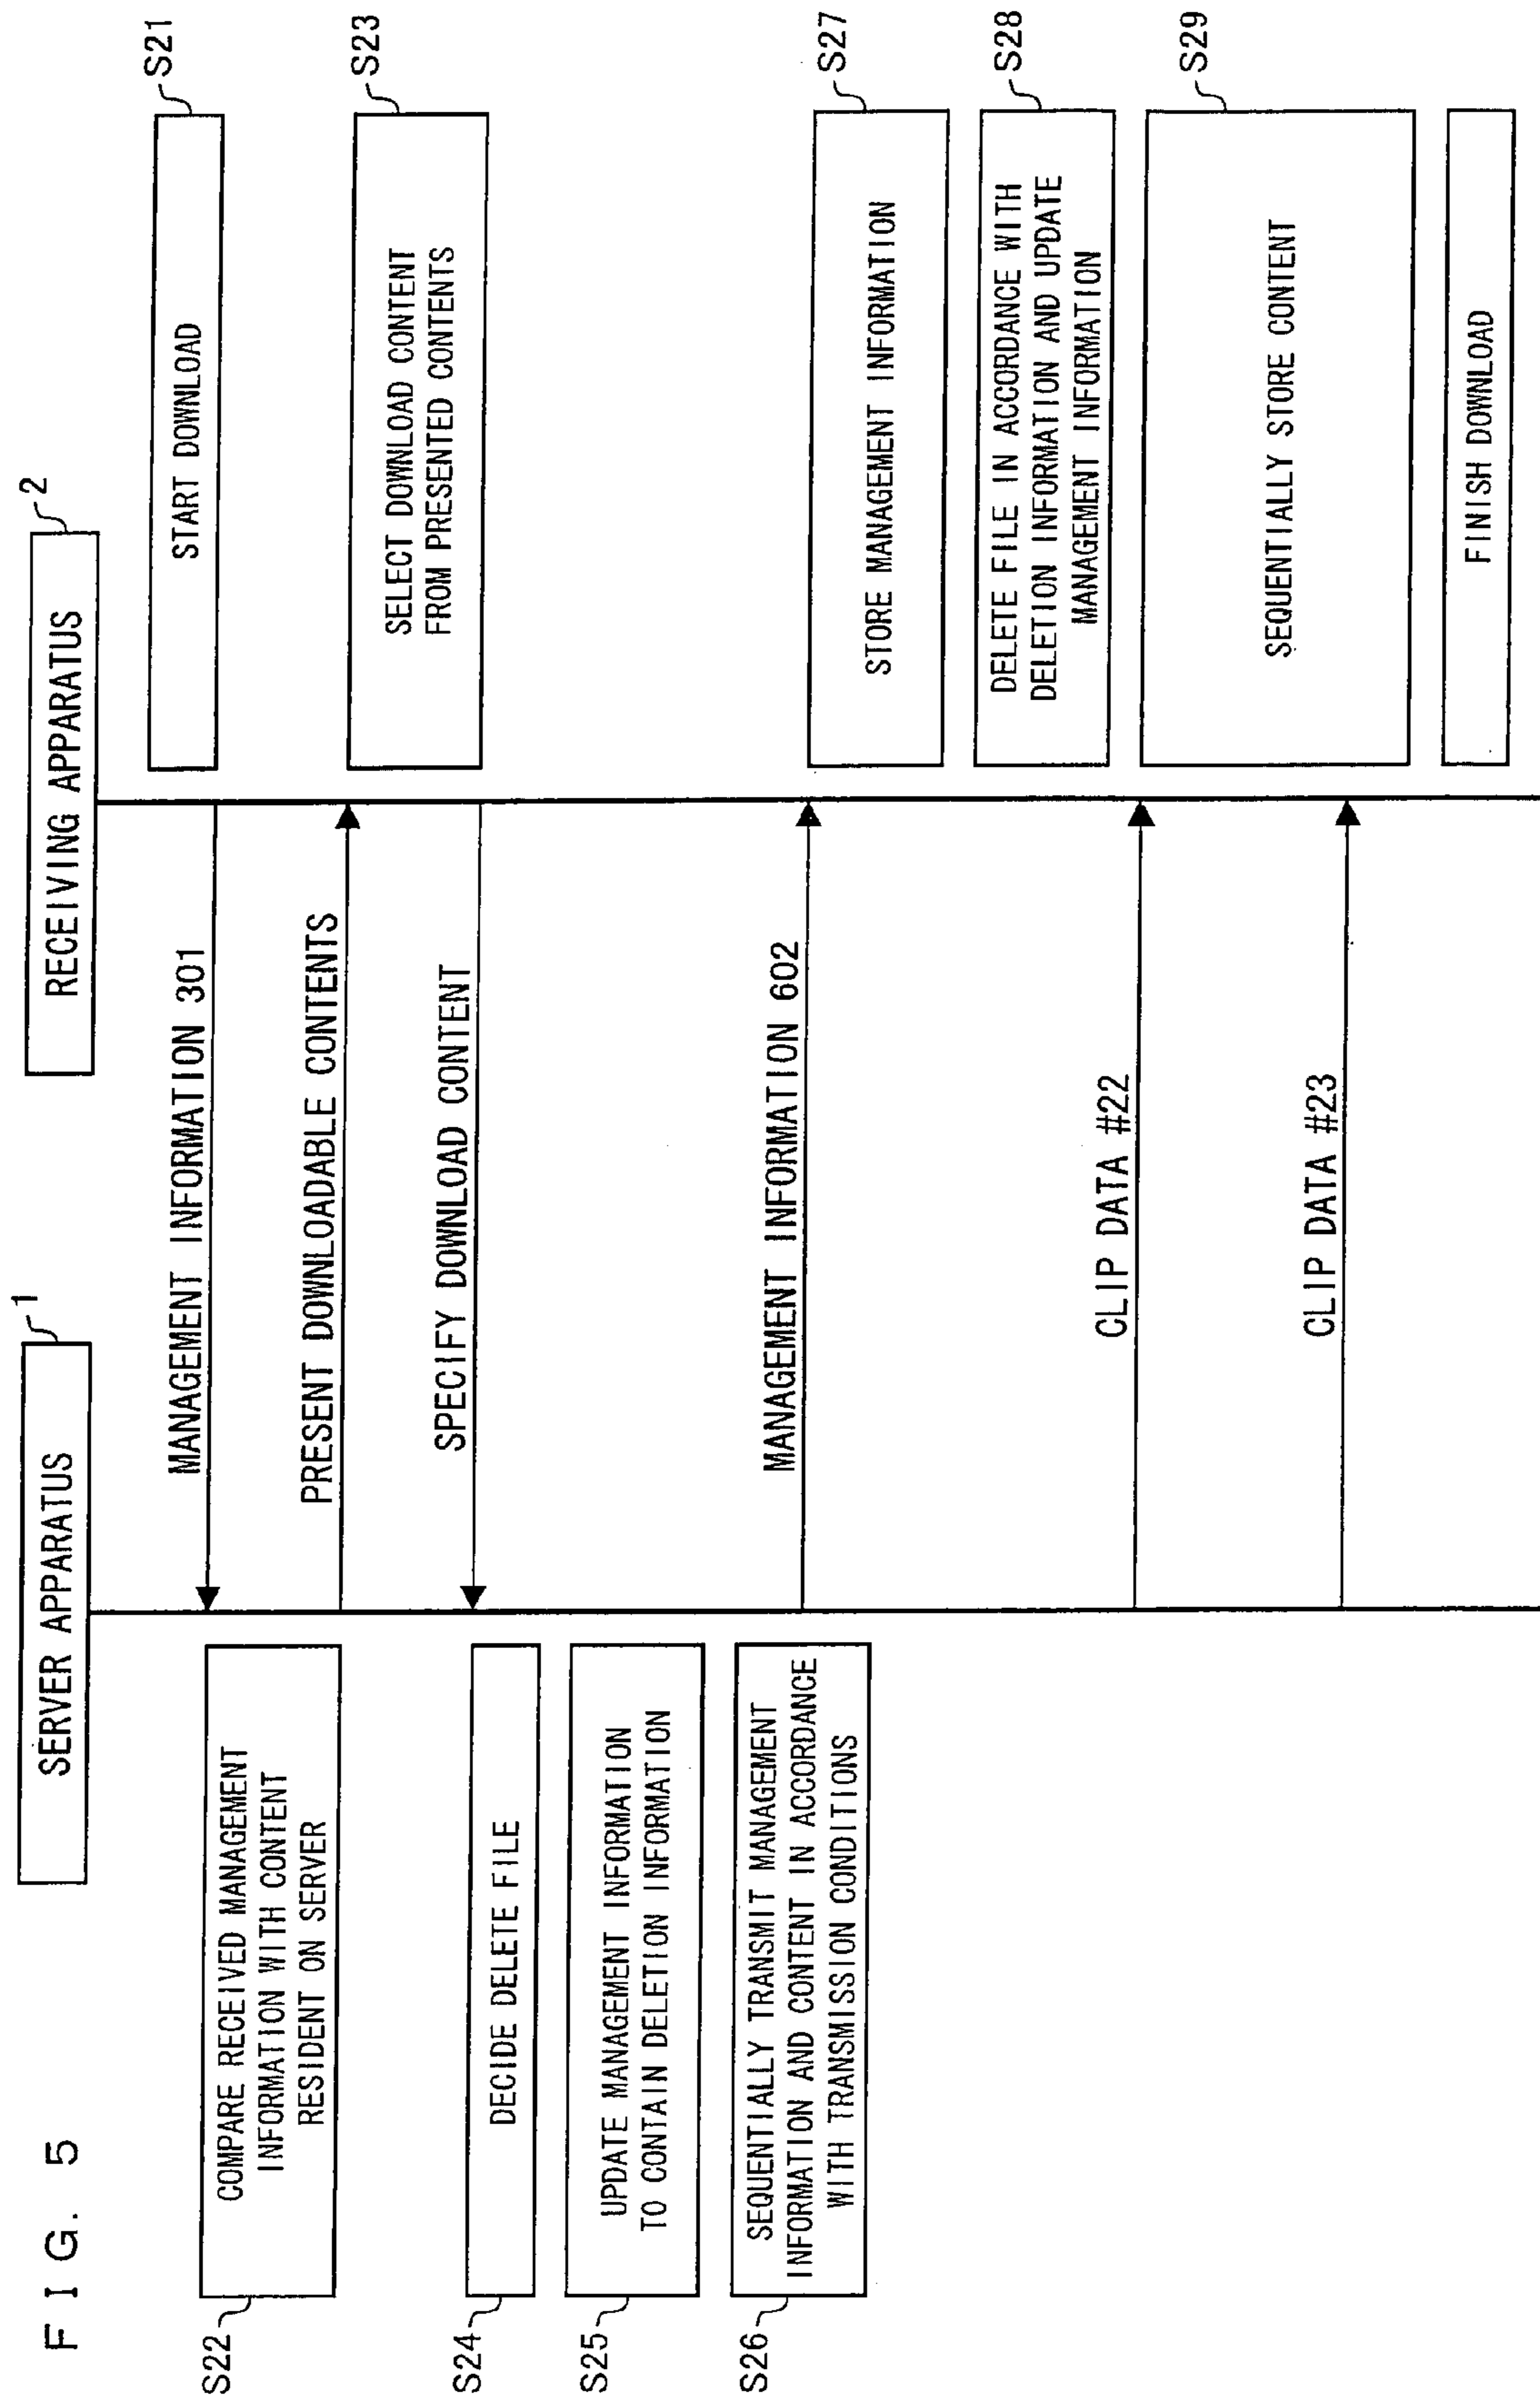 F I G. 5
SERVER APPARATUS
1
RECEIVING APPARATUS
2
START DOWNLOAD
S21
MANAGEMENT INFORMATION 301
S22
COMPARE RECEIVED MANAGEMENT
INFORMATION WITH CONTENT
RESIDENT ON SERVER
PRESENT DOWNLOADABLE CONTENTS
SELECT DOWNLOAD CONTENT
FROM PRESENTED CONTENTS
S23
SPECIFY DOWNLOAD CONTENT
S24
DECIDE DELETE FILE
S25
UPDATE MANAGEMENT INFORMATION
TO CONTAIN DELETION INFORMATION
S26
SEQUENTIALLY TRANSMIT MANAGEMENT
INFORMATION AND CONTENT IN ACCORDANCE
WITH TRANSMISSION CONDITIONS
MANAGEMENT INFORMATION 602
STORE MANAGEMENT INFORMATION
S27
DELETE FILE IN ACCORDANCE WITH
DELETION INFORMATION AND UPDATE
MANAGEMENT INFORMATION
S28
CLIP DATA #22
SEQUENTIALLY STORE CONTENT
S29
CLIP DATA #23
FINISH DOWNLOAD